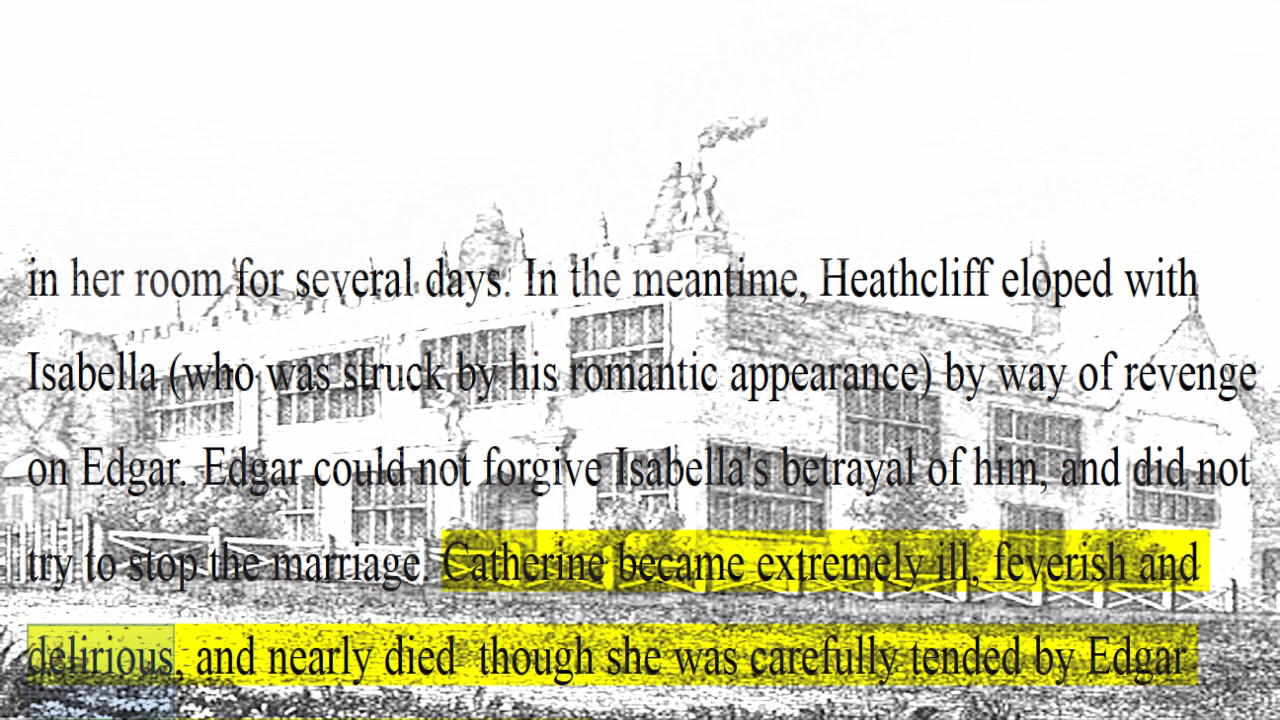 in her room for several days. In the meantime, Heathcliff eloped with
Isabella (who was struck by his romantic appearance) by way of revenge
on Edgar. Edgar could not forgive Isabella's betrayal of him, and did not
try to stop the marriage. Catherine became extremely ill, feverish and
delirious, and nearly died though she was carefully tended by Edgar